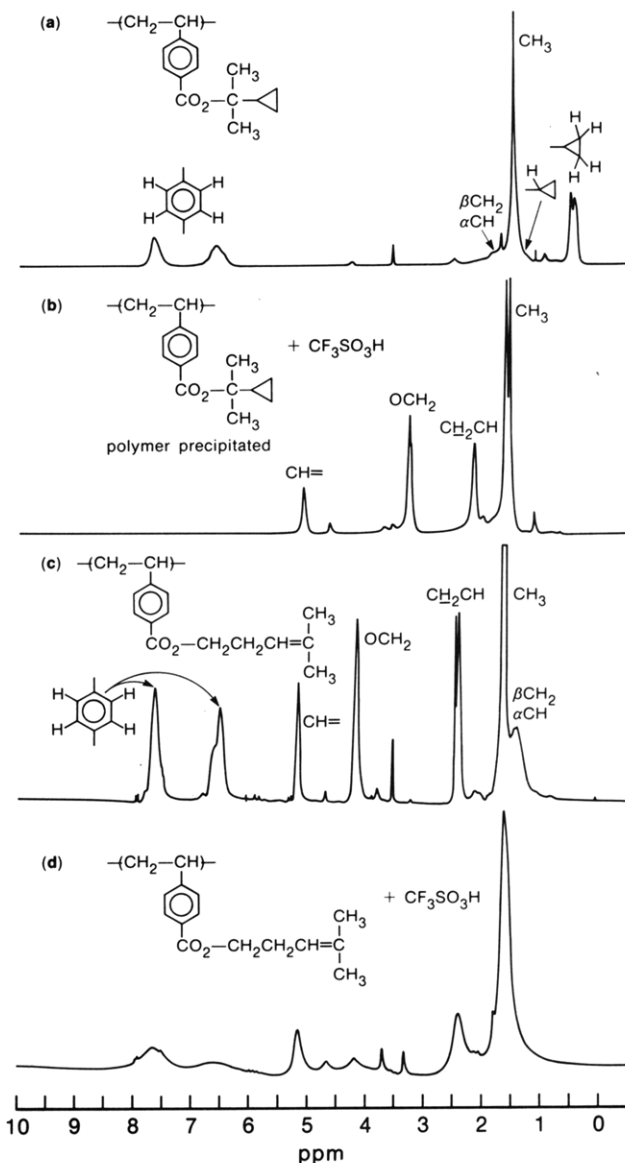 (a)
—(CH2—CH)—
CH3
CO2—C
CH3
H H
H H
βCH2
αCH
CH3
H
H H
H H
(b)
—(CH2—CH)—
+ CF3SO3H
CH3
CO2—C
CH3
polymer precipitated
CH=
OCH2
CH2CH
CH3
(c)
—(CH2—CH)—
CH3
CO2—CH2CH2CH=C
CH3
H H
H H
CH=
OCH2
CH2CH
CH3
βCH2
αCH
(d)
—(CH2—CH)—
+ CF3SO3H
CH3
CO2—CH2CH2CH=C
CH3
10 9 8 7 6 5 4 3 2 1 0
ppm